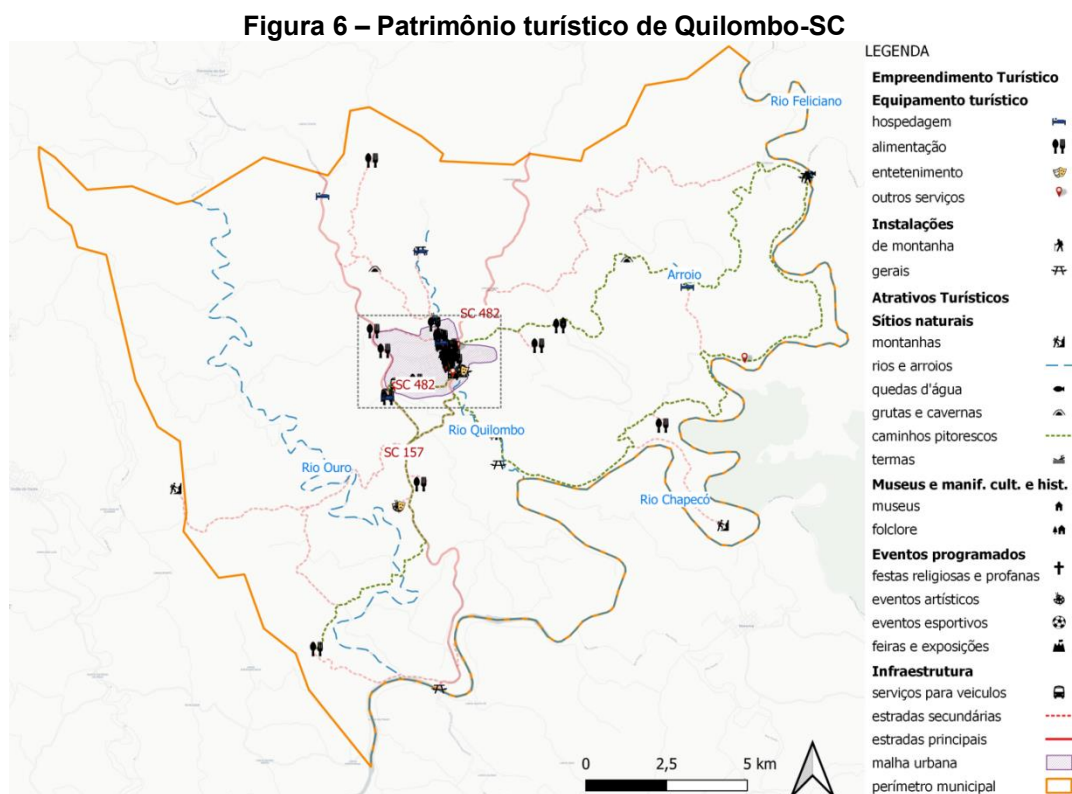 Figura 6 – Patrimônio turístico de Quilombo-SC
LEGENDA
Empreendimento Turístico
Equipamento turístico
hospedagem
alimentação
entetenimento
outros serviços
Instalações
de montanha
gerais
Atrativos Turísticos
Sítios naturais
montanhas
rios e arroios
quedas d'água
grutas e cavernas
caminhos pitorescos
termas
Museus e manif. cult. e hist.
museus
folclore
Eventos programados
festas religiosas e profanas
eventos artísticos
eventos esportivos
feiras e exposições
Infraestrutura
serviços para veiculos
estradas secundárias
estradas principais
malha urbana
perímetro municipal
Rio Feliciano
Arroio
SC 482
SC 482
Rio Quilombo
SC 157
Rio Ouro
Rio Chapecó
0 2,5 5 km